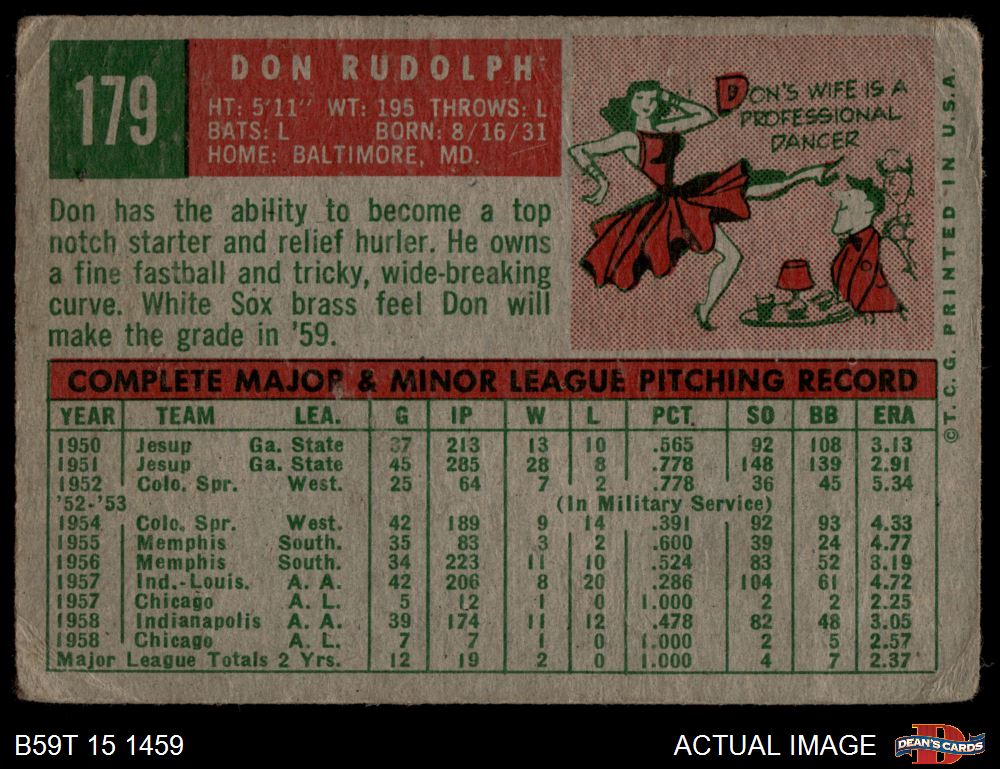 179
DON RUDOLPH
HT: 5'11" WT: 195 THROWS: L
BATS: L BORN: 8/16/31
HOME: BALTIMORE, MD.
DON'S WIFE IS A
PROFESSIONAL
DANCER
Don has the ability to become a top
notch starter and relief hurler. He owns
a fine fastball and tricky, wide-breaking
curve. White Sox brass feel Don will
make the grade in '59.
©T.C.G. PRINTED IN U.S.A.
COMPLETE MAJOR & MINOR LEAGUE PITCHING RECORD
YEAR TEAM LEA. G IP W L PCT. SO BB ERA
1950 Jesup Ga. State 37 213 13 10 .565 92 108 3.13
1951 Jesup Ga. State 45 285 28 8 .778 148 139 2.91
1952 Colo. Spr. West. 25 64 7 2 .778 36 45 5.34
'52-'53 (In Military Service)
1954 Colo. Spr. West. 42 189 9 14 .391 92 93 4.33
1955 Memphis South. 35 83 3 2 .600 39 24 4.77
1956 Memphis South. 34 223 11 10 .524 83 52 3.19
1957 Ind.-Louis. A. A. 42 206 8 20 .286 104 61 4.72
1957 Chicago A. L. 5 12 1 0 1.000 2 2 2.25
1958 Indianapolis A. A. 39 174 11 12 .478 82 48 3.05
1958 Chicago A. L. 7 7 1 0 1.000 2 5 2.57
Major League Totals 2 Yrs. 12 19 2 0 1.000 4 7 2.37
B59T 15 1459
ACTUAL IMAGE
D
DEAN'S CARDS